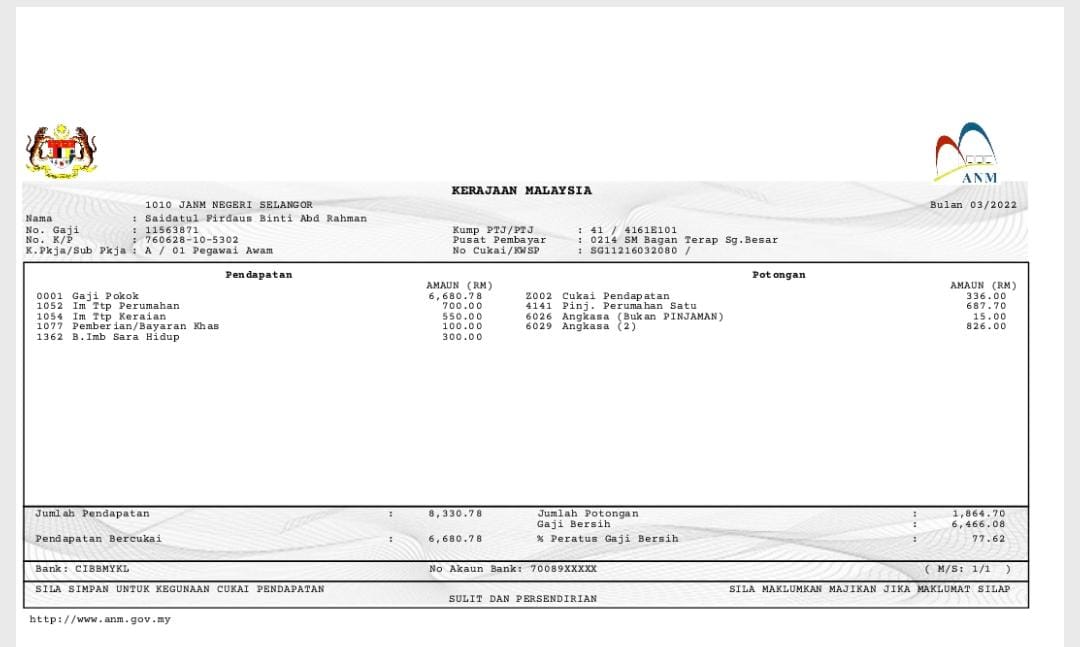 ANM
KERAJAAN MALAYSIA
1010 JANM NEGERI SELANGOR Bulan 03/2022
Nama : Saidatul Firdaus Binti Abd Rahman
No. Gaji : 11563871 Kump PTJ/PTJ : 41 / 4161E101
No. K/P : 760628-10-5302 Pusat Pembayar : 0214 SM Bagan Terap Sg.Besar
K.Pkja/Sub Pkja : A / 01 Pegawai Awam No Cukai/KWSP : SG11216032080 /
Pendapatan Potongan
AMAUN (RM) AMAUN (RM)
0001 Gaji Pokok 6,680.78 Z002 Cukai Pendapatan 336.00
1052 Im Ttp Perumahan 700.00 4141 Pinj. Perumahan Satu 687.70
1054 Im Ttp Keraian 550.00 6026 Angkasa (Bukan PINJAMAN) 15.00
1077 Pemberian/Bayaran Khas 100.00 6029 Angkasa (2) 826.00
1362 B.Imb Sara Hidup 300.00
Jumlah Pendapatan : 8,330.78 Jumlah Potongan : 1,864.70
Gaji Bersih : 6,466.08
Pendapatan Bercukai : 6,680.78 % Peratus Gaji Bersih : 77.62
Bank: CIBBMYKL No Akaun Bank: 70089XXXXX ( M/S: 1/1 )
SILA SIMPAN UNTUK KEGUNAAN CUKAI PENDAPATAN SILA MAKLUMKAN MAJIKAN JIKA MAKLUMAT SILAP
SULIT DAN PERSENDIRIAN
http://www.anm.gov.my